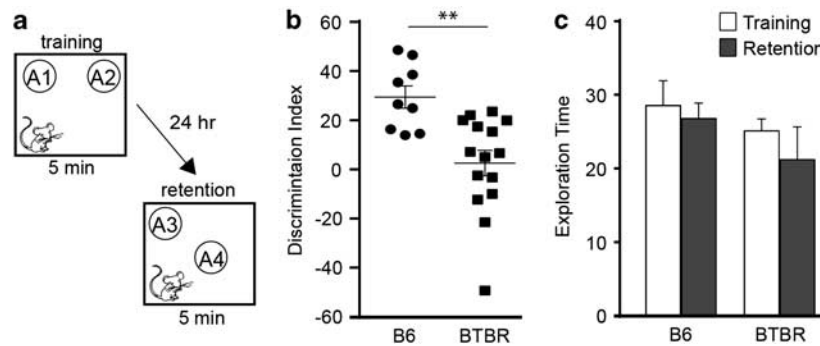 a
training
A1 A2
5 min
24 hr
retention
A3
A4
5 min
b
**
Discrimintaion Index
60
40
20
0
-20
-40
-60
B6 BTBR
c
Training
Retention
Exploration Time
40
30
20
10
0
B6 BTBR